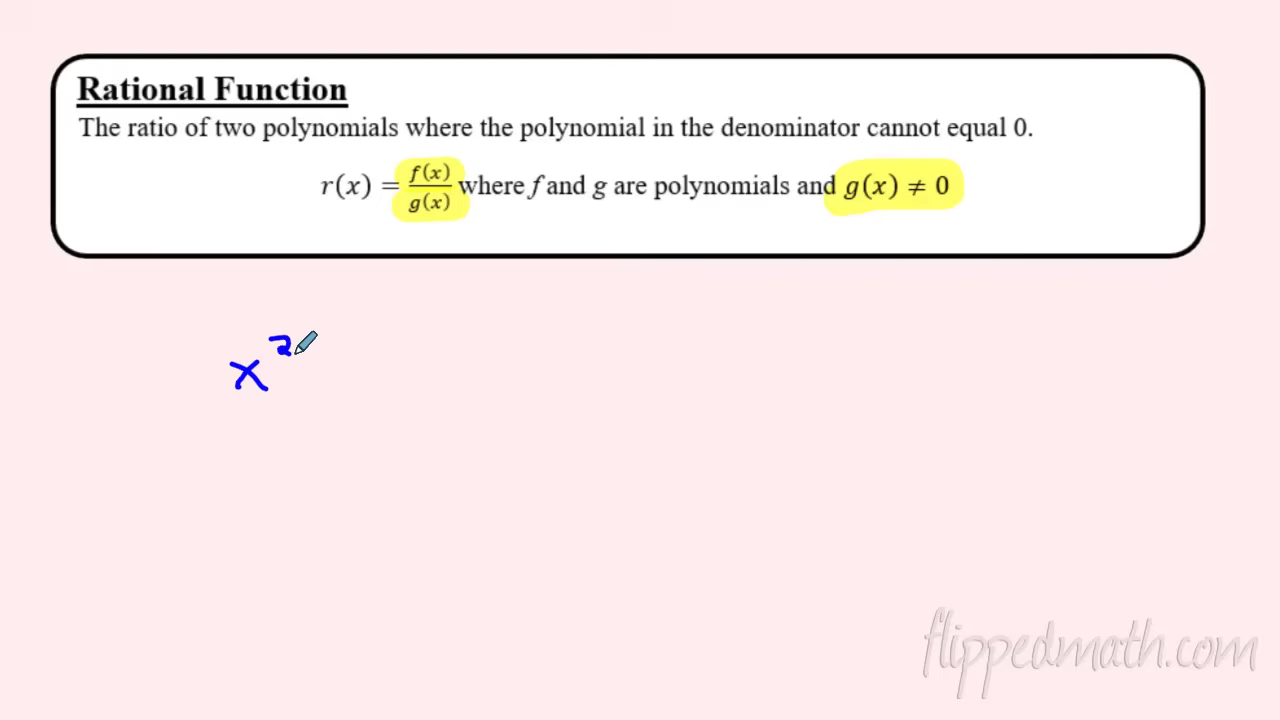 Rational Function
The ratio of two polynomials where the polynomial in the denominator cannot equal 0.
r(x) = f(x)/g(x) where f and g are polynomials and g(x) ≠ 0
x²
flippedmath.com